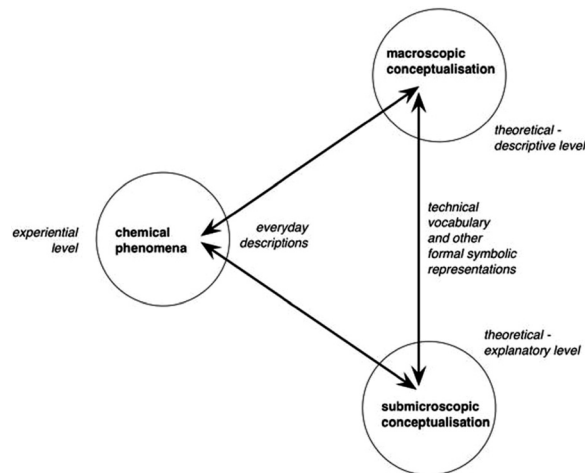 macroscopic
conceptualisation
theoretical -
descriptive level
experiential
level
chemical
phenomena
everyday
descriptions
technical
vocabulary
and other
formal symbolic
representations
theoretical -
explanatory level
submicroscopic
conceptualisation